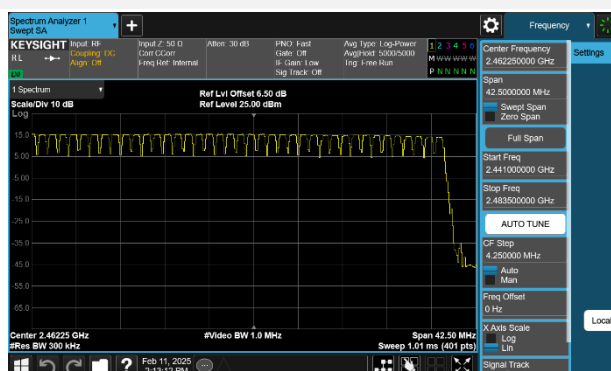 Spectrum Analyzer 1
Swept SA
+
Frequency
KEYSIGHT
Input: RF
Coupling: DC
Align: Off
Input Z: 50 Ω
Corr CCorr
Freq Ref: Internal
Atten: 30 dB
PNO: Fast
Gate: Off
IF Gain: Low
Sig Track: Off
Avg Type: Log-Power
Avg|Hold: 5000/5000
Trig: Free Run
1 2 3 4 5 6
M W W W W W
P N N N N N
RL
1 Spectrum
Scale/Div 10 dB
Log
Ref Lvl Offset 6.50 dB
Ref Level 25.00 dBm
15.0
5.00
-5.00
-15.0
-25.0
-35.0
-45.0
-55.0
-65.0
Center 2.46225 GHz
#Res BW 300 kHz
#Video BW 1.0 MHz
Span 42.50 MHz
Sweep 1.01 ms (401 pts)
Center Frequency
2.462250000 GHz
Settings
Span
42.5000000 MHz
Swept Span
Zero Span
Full Span
Start Freq
2.441000000 GHz
Stop Freq
2.483500000 GHz
AUTO TUNE
CF Step
4.250000 MHz
Auto
Man
Freq Offset
0 Hz
X Axis Scale
Log
Lin
Local
Signal Track
?
Feb 11, 2025